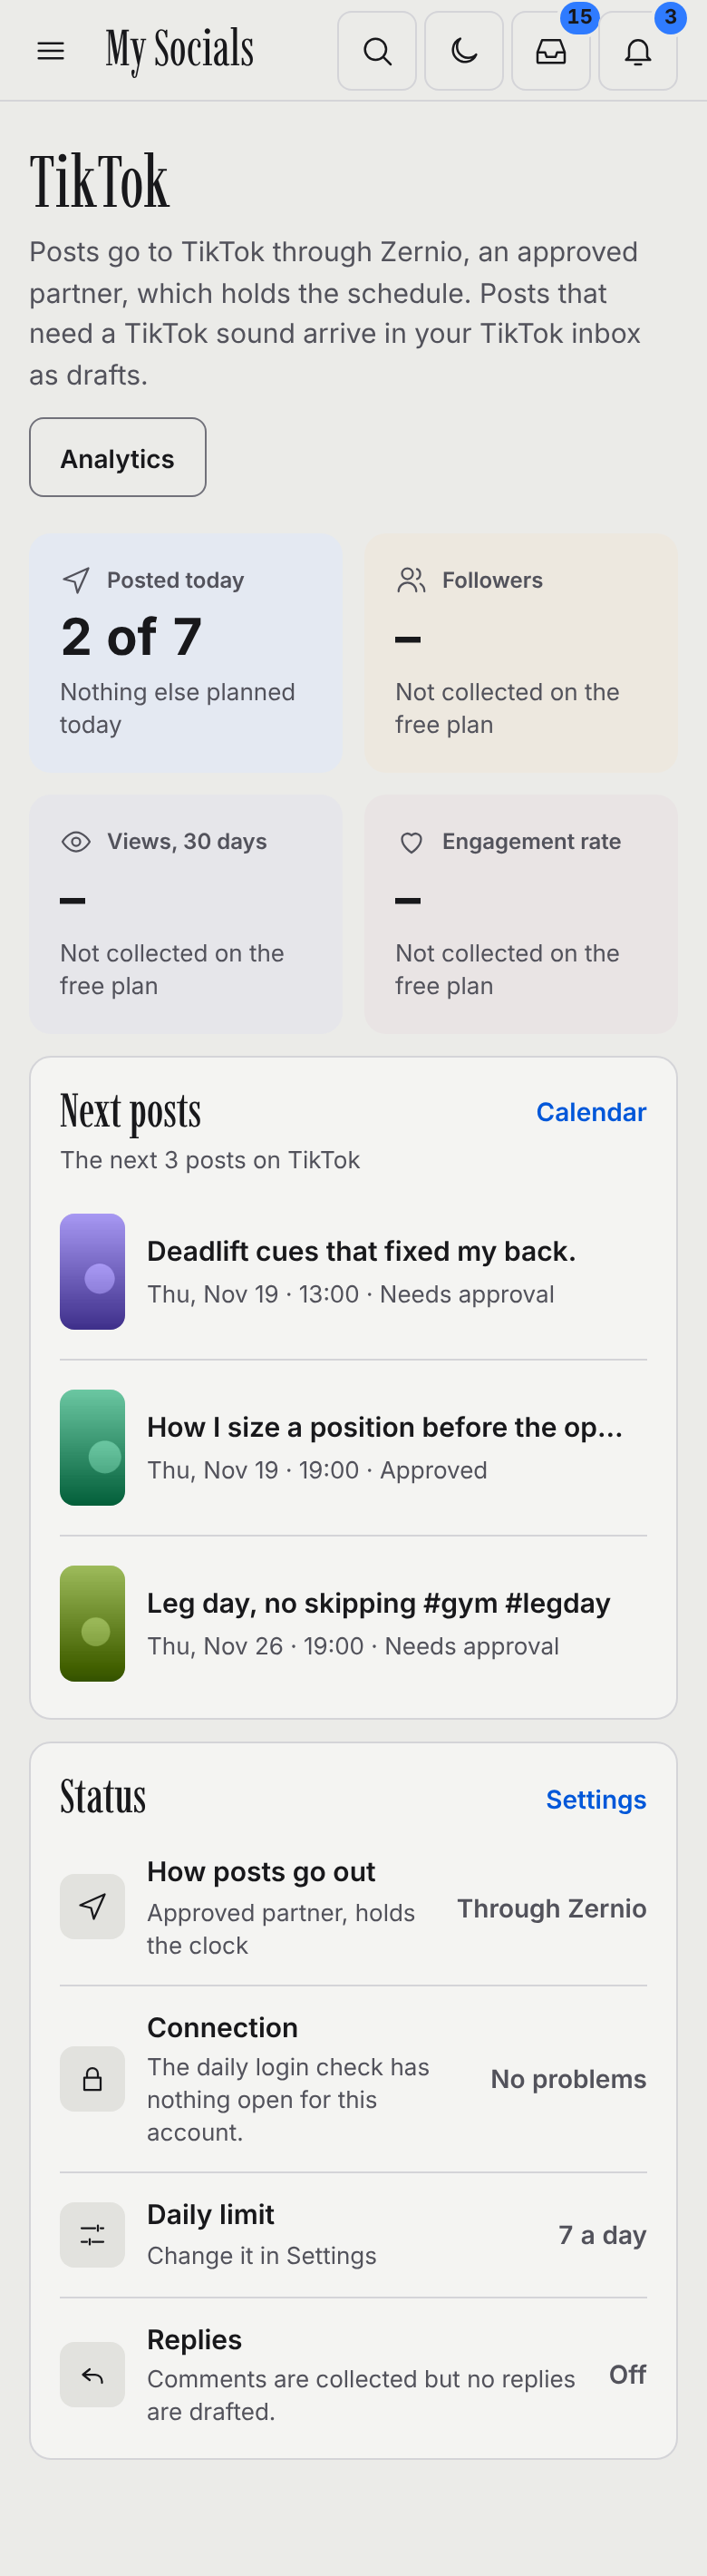 My Socials
15
3
TikTok
Posts go to TikTok through Zernio, an approved
partner, which holds the schedule. Posts that
need a TikTok sound arrive in your TikTok inbox
as drafts.
Analytics
Posted today
2 of 7
Nothing else planned
today
Followers
–
Not collected on the
free plan
Views, 30 days
–
Not collected on the
free plan
Engagement rate
–
Not collected on the
free plan
Next posts
Calendar
The next 3 posts on TikTok
Deadlift cues that fixed my back.
Thu, Nov 19 · 13:00 · Needs approval
How I size a position before the op...
Thu, Nov 19 · 19:00 · Approved
Leg day, no skipping #gym #legday
Thu, Nov 26 · 19:00 · Needs approval
Status
Settings
How posts go out
Approved partner, holds
the clock
Through Zernio
Connection
The daily login check has
nothing open for this
account.
No problems
Daily limit
Change it in Settings
7 a day
Replies
Comments are collected but no replies
are drafted.
Off